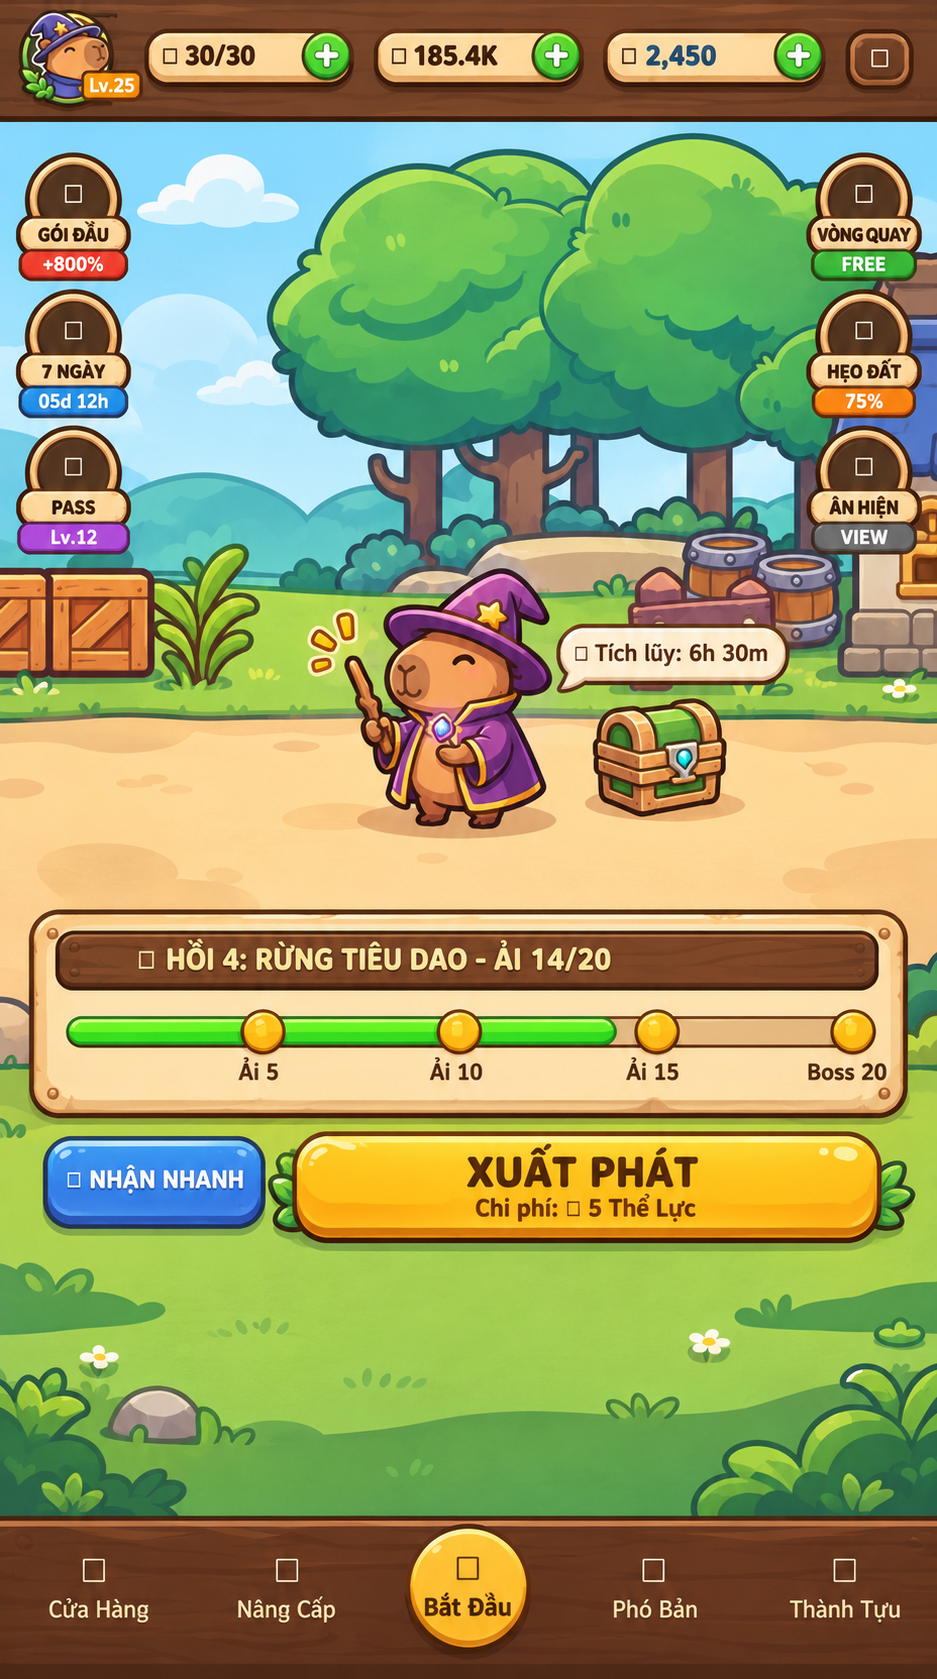 Lv.25
30/30
185.4K
2,450
GÓI ĐẦU
+800%
VÒNG QUAY
FREE
7 NGÀY
05d 12h
HẸO ĐẤT
75%
PASS
Lv.12
ÂN HIỆN
VIEW
Tích lũy: 6h 30m
HỒI 4: RỪNG TIÊU DAO - ẢI 14/20
Ải 5
Ải 10
Ải 15
Boss 20
NHẬN NHANH
XUẤT PHÁT
Chi phí: 5 Thể Lực
Cửa Hàng
Nâng Cấp
Bắt Đầu
Phó Bản
Thành Tựu